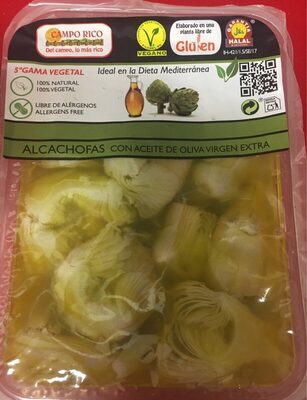 CAMPO RICO
Del campo, lo más rico
VEGANO
Elaborado en una
planta libre de
Gluten
HALAL
5ªGAMA VEGETAL
Ideal en la Dieta Mediterránea
100% NATURAL
100% VEGETAL
LIBRE DE ALÉRGENOS
ALLERGENS FREE
ALCACHOFAS CON ACEITE DE OLIVA VIRGEN EXTRA